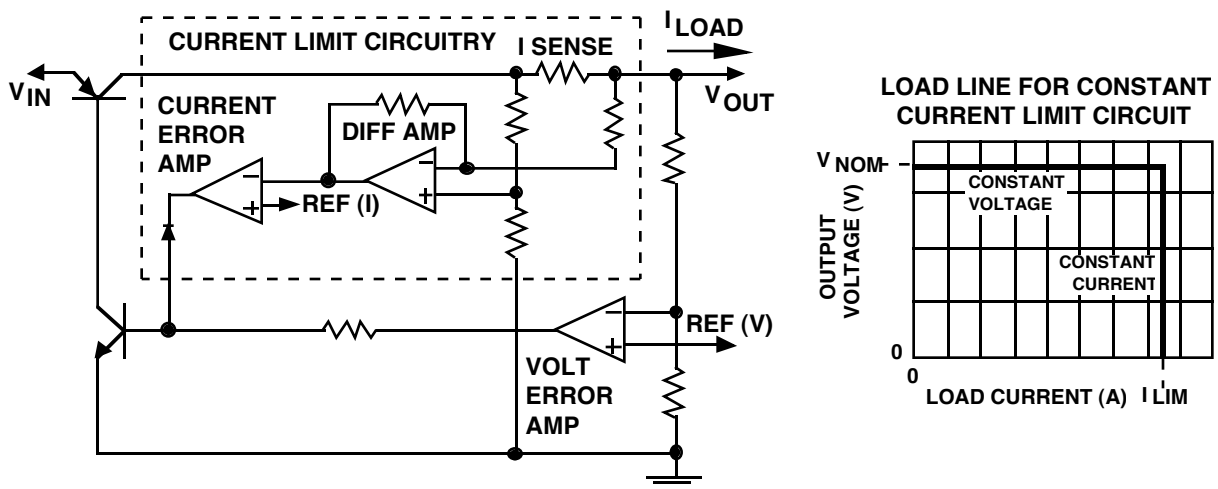 I LOAD
CURRENT LIMIT CIRCUITRY
I SENSE
V IN
V OUT
CURRENT
ERROR
AMP
DIFF AMP
−
+
−
+
REF (I)
−
+
REF (V)
VOLT
ERROR
AMP
LOAD LINE FOR CONSTANT
CURRENT LIMIT CIRCUIT
V NOM
CONSTANT
VOLTAGE
CONSTANT
CURRENT
OUTPUT
VOLTAGE (V)
0
0
LOAD CURRENT (A)
I LIM